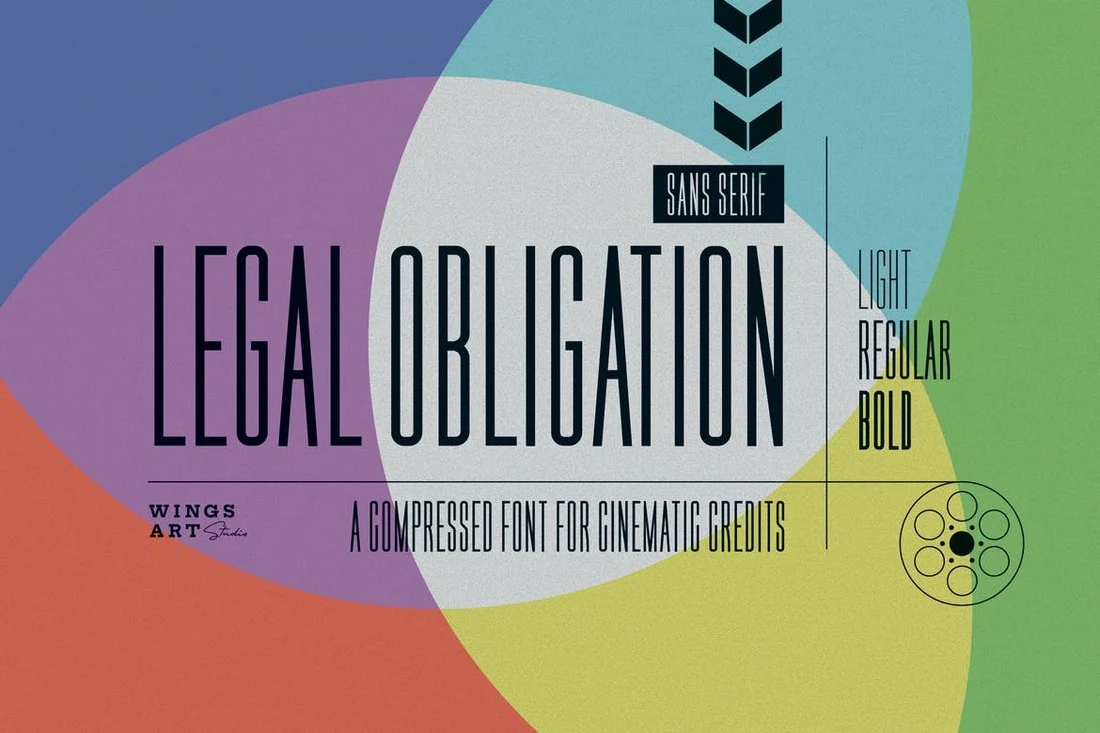 SANS SERIF
LEGAL OBLIGATION
LIGHT
REGULAR
BOLD
WINGS
ART Studio
A COMPRESSED FONT FOR CINEMATIC CREDITS